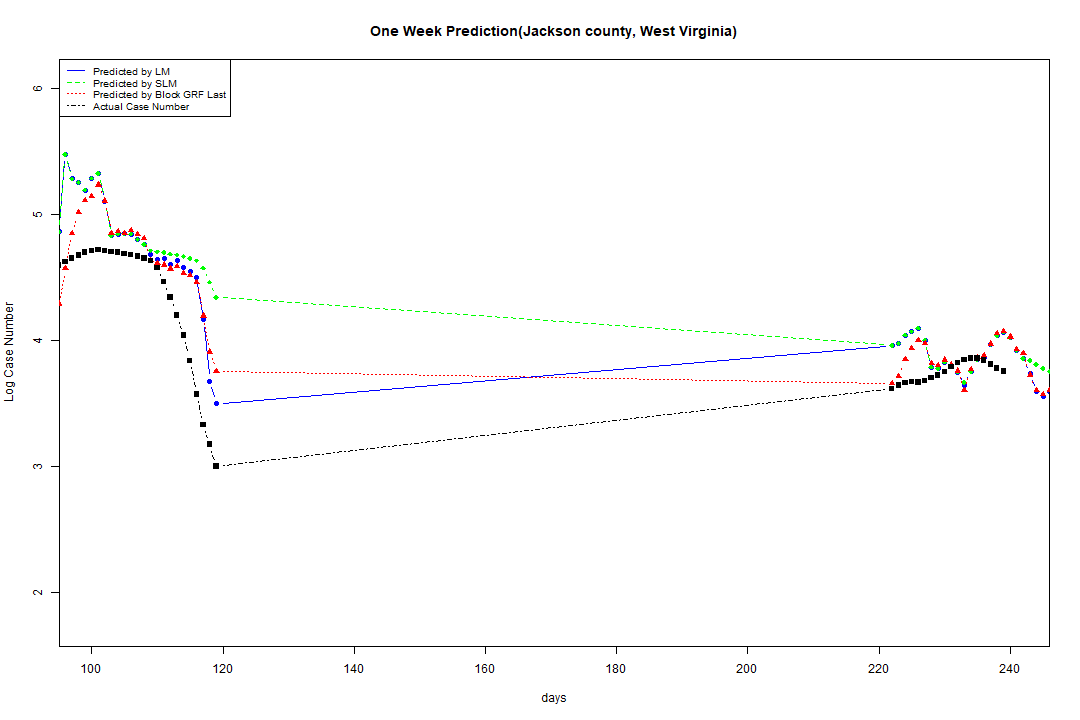 One Week Prediction(Jackson county, West Virginia)
Predicted by LM
Predicted by SLM
Predicted by Block GRF Last
Actual Case Number
6
5
4
3
2
Log Case Number
100 120 140 160 180 200 220 240
days